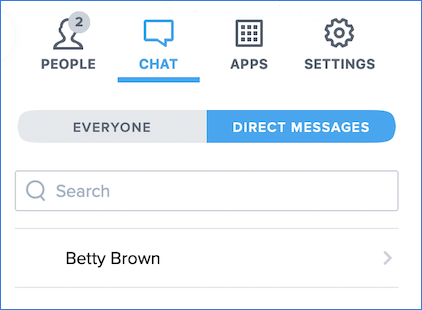 2
PEOPLE CHAT APPS SETTINGS
EVERYONE DIRECT MESSAGES
Search
Betty Brown